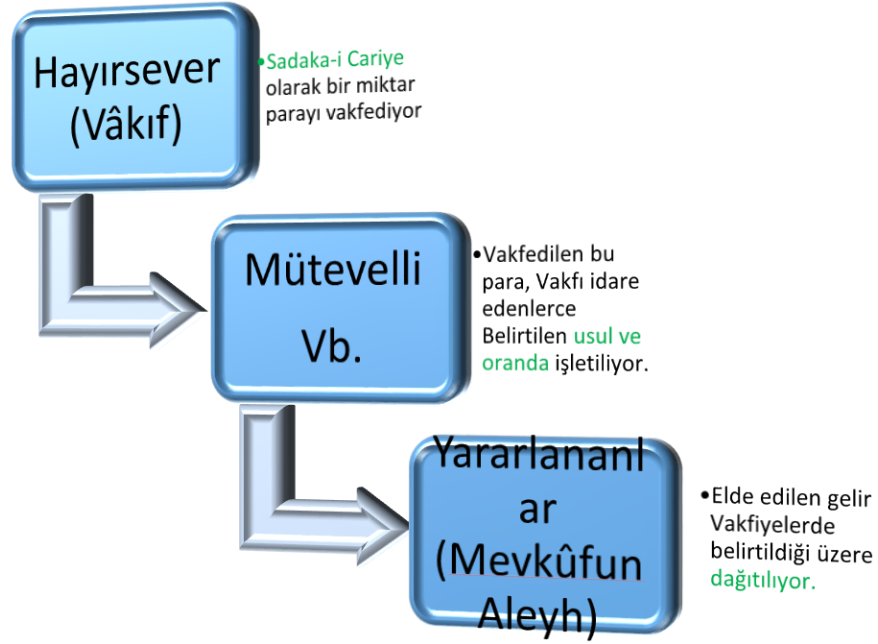 Hayırsever
(Vâkıf)
•Sadaka-i Cariye
olarak bir miktar
parayı vakfediyor
Mütevelli
Vb.
•Vakfedilen bu
para, Vakfı idare
edenlerce
Belirtilen usul ve
oranda işletiliyor.
Yararlananl
ar
(Mevkûfun
Aleyh)
•Elde edilen gelir
Vakfiyelerde
belirtildiği üzere
dağıtılıyor.